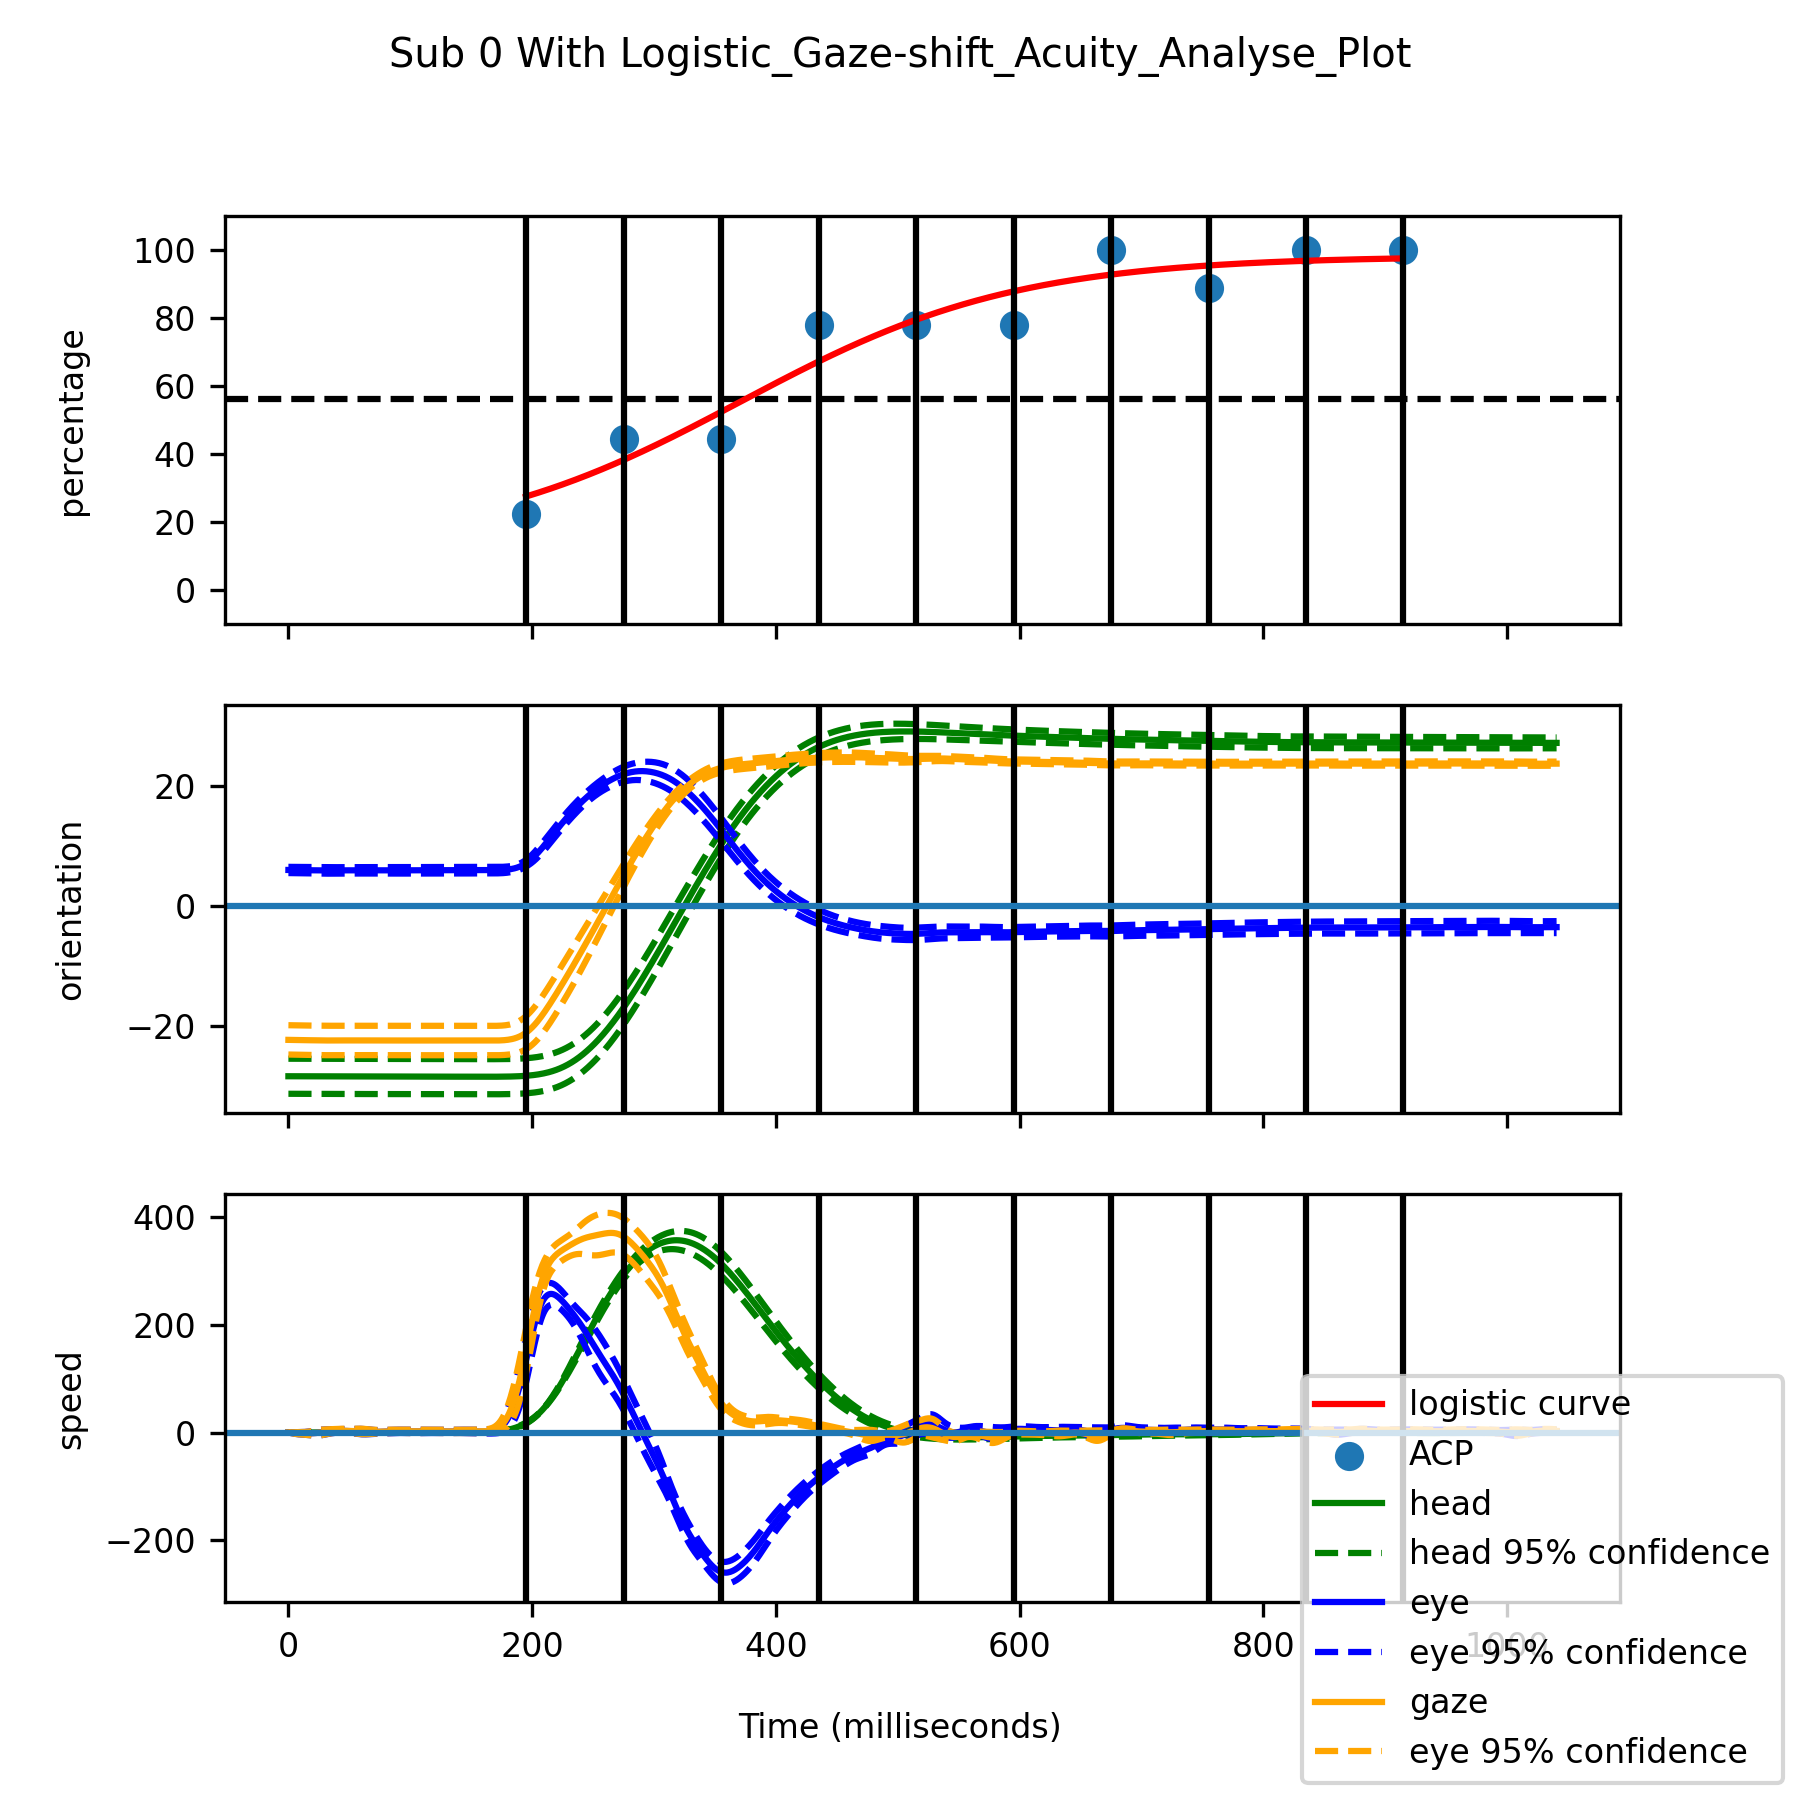 Sub 0 With Logistic_Gaze-shift_Acuity_Analyse_Plot
percentage
100
80
60
40
20
0
orientation
20
0
−20
speed
400
200
0
−200
0 200 400 600 800 1000
Time (milliseconds)
logistic curve
ACP
head
head 95% confidence
eye
eye 95% confidence
gaze
eye 95% confidence